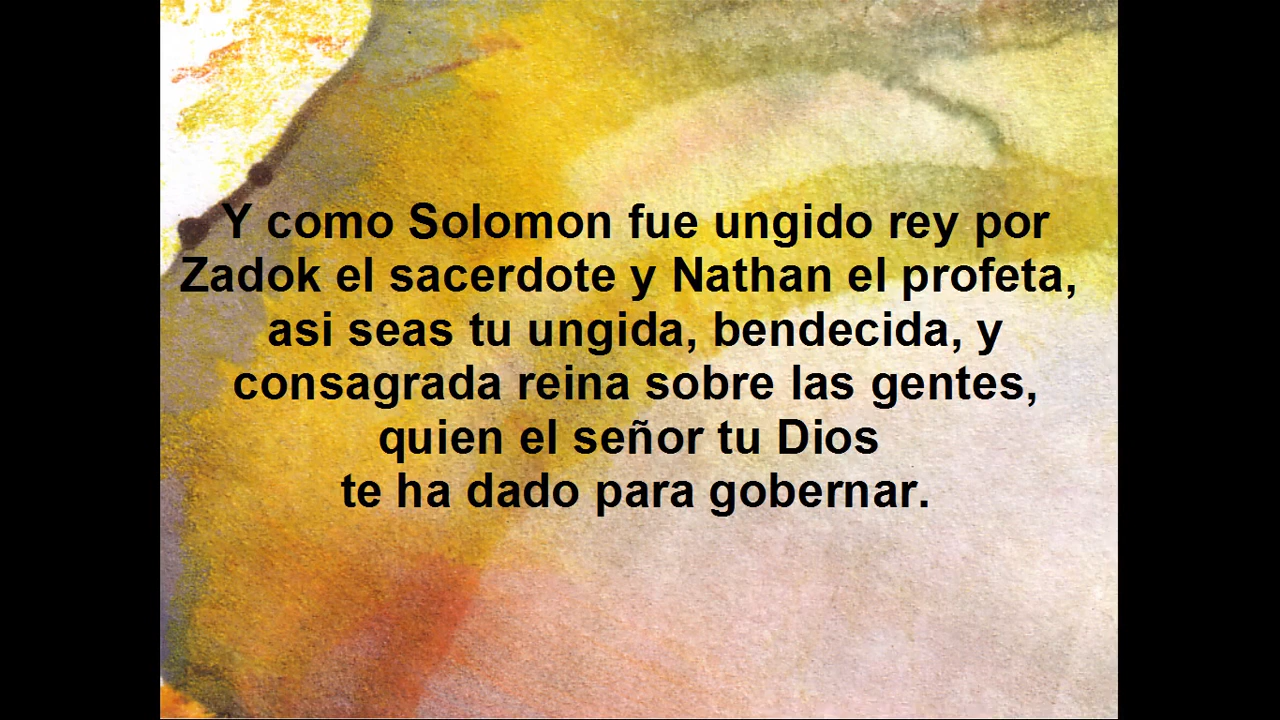 Y como Solomon fue ungido rey por
Zadok el sacerdote y Nathan el profeta,
asi seas tu ungida, bendecida, y
consagrada reina sobre las gentes,
quien el señor tu Dios
te ha dado para gobernar.